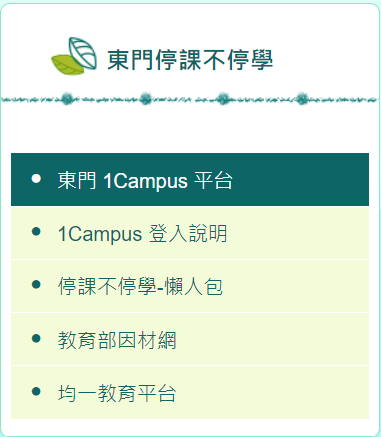 東門停課不停學
東門 1Campus 平台
1Campus 登入說明
停課不停學-懶人包
教育部因材網
均一教育平台